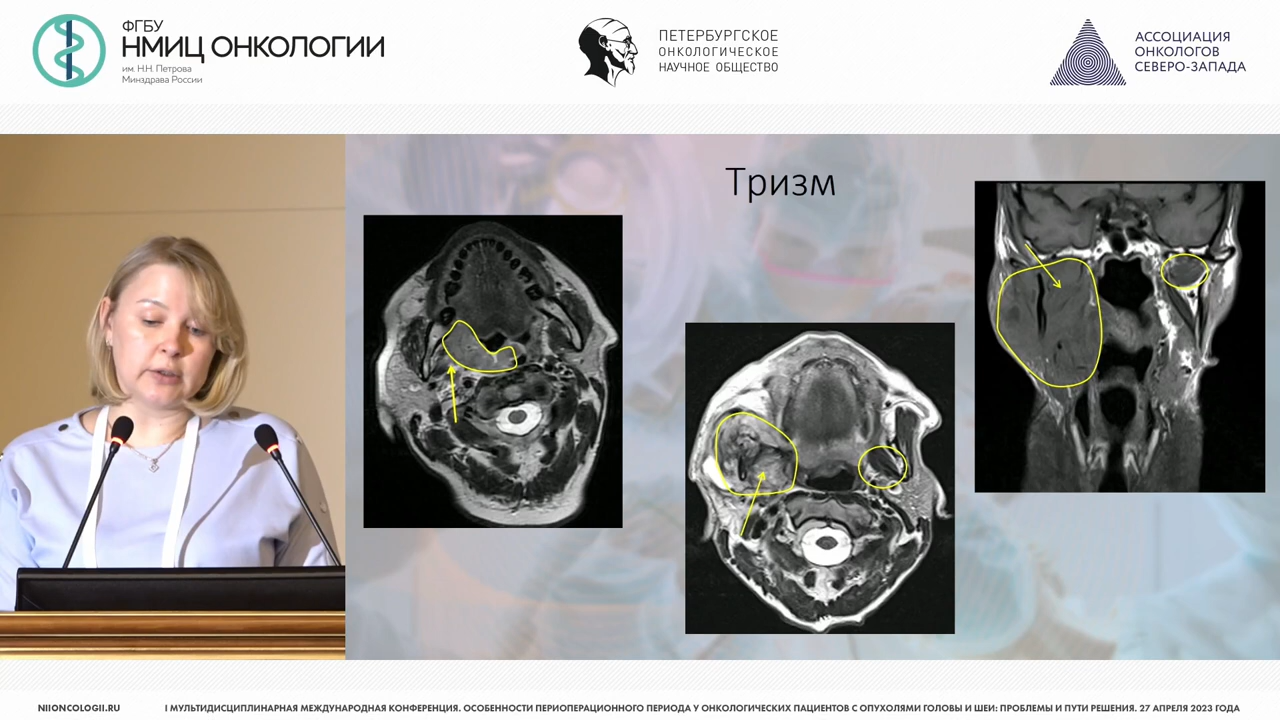 ФГБУ
НМИЦ ОНКОЛОГИИ
им. Н.Н. Петрова
Минздрава России
ПЕТЕРБУРГСКОЕ
ОНКОЛОГИЧЕСКОЕ
НАУЧНОЕ ОБЩЕСТВО
АССОЦИАЦИЯ
ОНКОЛОГОВ
СЕВЕРО-ЗАПАДА
Тризм
NIIONCOLOGII.RU
I МУЛЬТИДИСЦИПЛИНАРНАЯ МЕЖДУНАРОДНАЯ КОНФЕРЕНЦИЯ. ОСОБЕННОСТИ ПЕРИОПЕРАЦИОННОГО ПЕРИОДА У ОНКОЛОГИЧЕСКИХ ПАЦИЕНТОВ С ОПУХОЛЯМИ ГОЛОВЫ И ШЕИ: ПРОБЛЕМЫ И ПУТИ РЕШЕНИЯ. 27 АПРЕЛЯ 2023 ГОДА